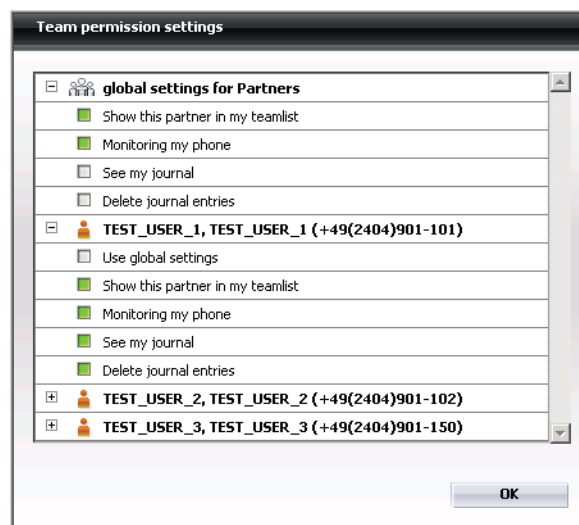 Team permission settings
global settings for Partners
Show this partner in my teamlist
Monitoring my phone
See my journal
Delete journal entries
TEST_USER_1, TEST_USER_1 (+49(2404)901-101)
Use global settings
Show this partner in my teamlist
Monitoring my phone
See my journal
Delete journal entries
TEST_USER_2, TEST_USER_2 (+49(2404)901-102)
TEST_USER_3, TEST_USER_3 (+49(2404)901-150)
OK